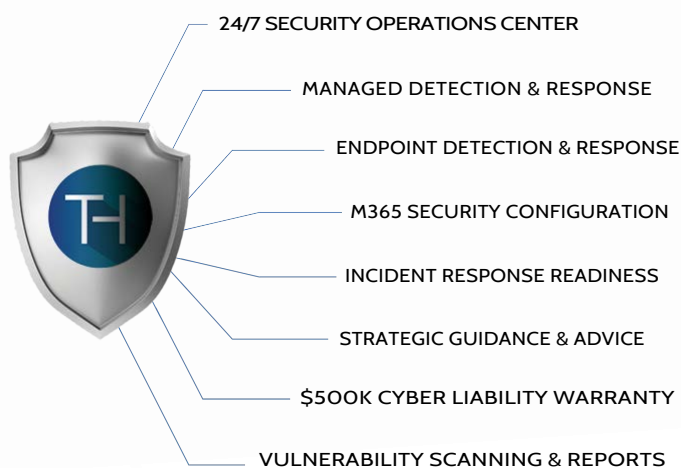 24/7 SECURITY OPERATIONS CENTER
MANAGED DETECTION & RESPONSE
ENDPOINT DETECTION & RESPONSE
TH
M365 SECURITY CONFIGURATION
INCIDENT RESPONSE READINESS
STRATEGIC GUIDANCE & ADVICE
$500K CYBER LIABILITY WARRANTY
VULNERABILITY SCANNING & REPORTS